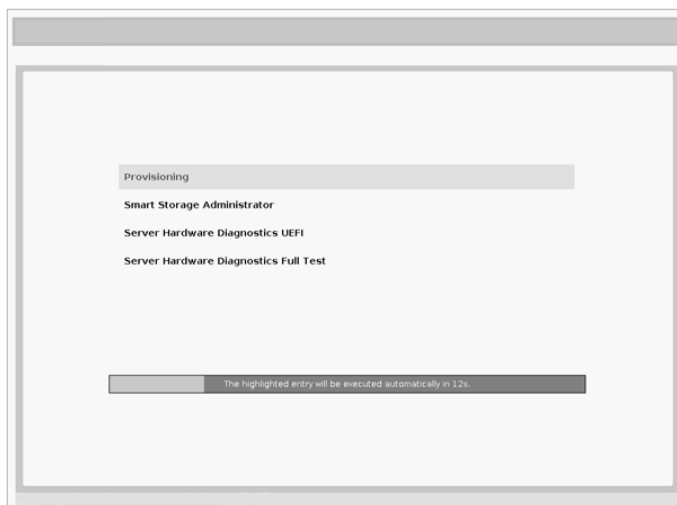 Provisioning
Smart Storage Administrator
Server Hardware Diagnostics UEFI
Server Hardware Diagnostics Full Test
The highlighted entry will be executed automatically in 12s.